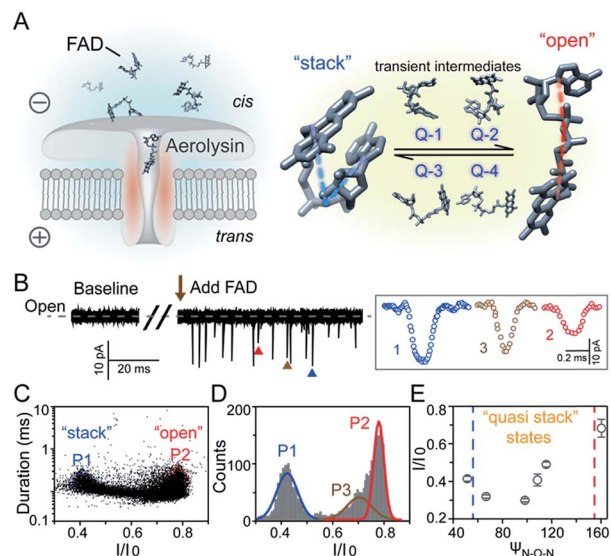 A
FAD
cis
Aerolysin
trans
"stack"
transient intermediates
"open"
Q-1 Q-2
Q-3 Q-4
B
Baseline
Add FAD
Open
10 pA
20 ms
1
3
2
0.2 ms
10 pA
C
Duration (ms)
10
1
0.1
"stack"
P1
"open"
P2
0.4 0.6 0.8
I/I0
D
Counts
200
150
100
50
0
P1
P3
P2
0.4 0.6 0.8
I/I0
E
I/I0
0.8
0.6
0.4
0.2
"quasi stack"
states
40 80 120 160
ΨN-O-N